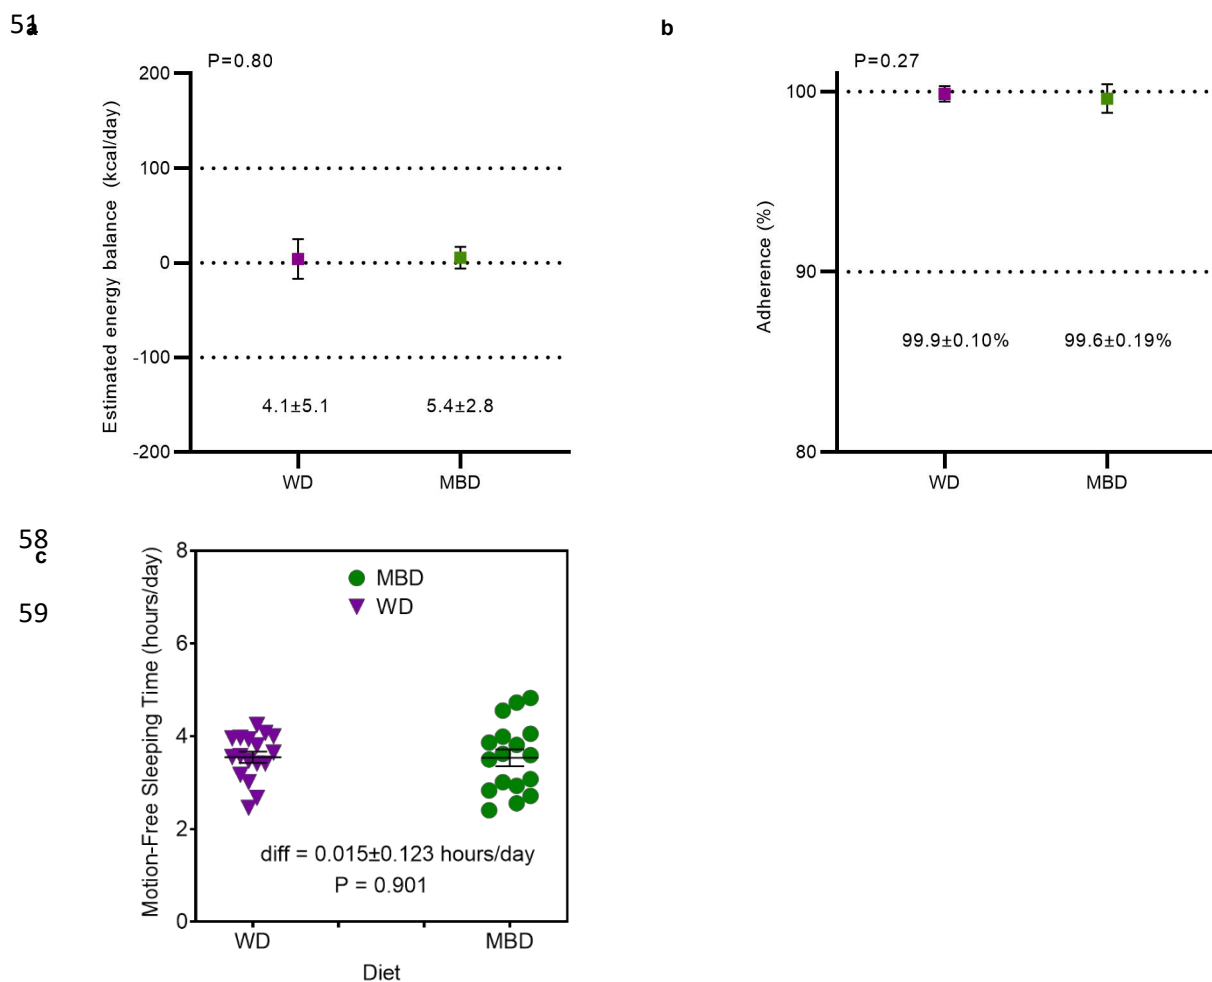 51
a
P=0.80
Estimated energy balance (kcal/day)
200
100
0
-100
-200
4.1±5.1
5.4±2.8
WD
MBD
b
P=0.27
Adherence (%)
100
90
80
99.9±0.10%
99.6±0.19%
WD
MBD
58
c
59
Motion-Free Sleeping Time (hours/day)
8
6
4
2
0
MBD
WD
diff = 0.015±0.123 hours/day
P = 0.901
WD
MBD
Diet